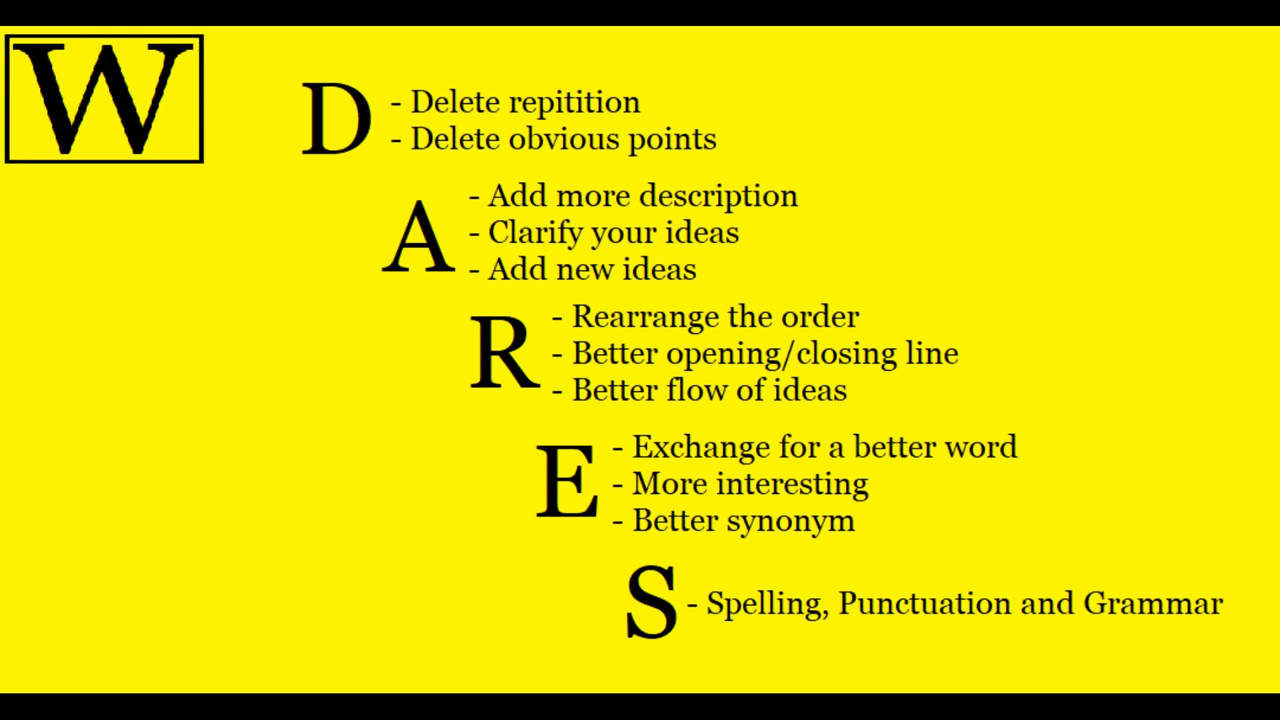 W
D
- Delete repitition
- Delete obvious points
A
- Add more description
- Clarify your ideas
- Add new ideas
R
- Rearrange the order
- Better opening/closing line
- Better flow of ideas
E
- Exchange for a better word
- More interesting
- Better synonym
S
- Spelling, Punctuation and Grammar